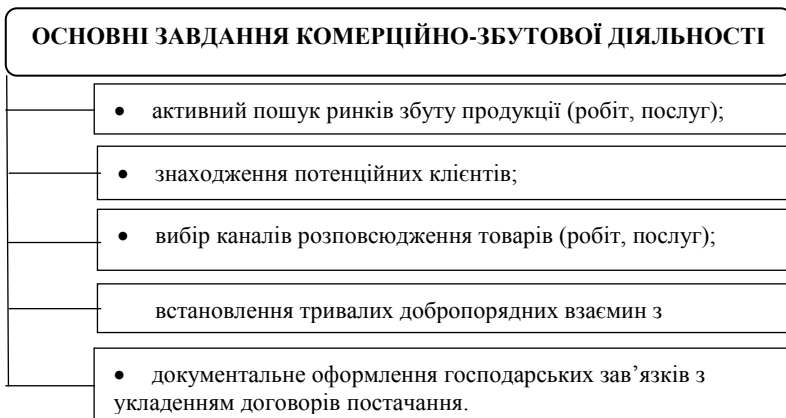 ОСНОВНІ ЗАВДАННЯ КОМЕРЦІЙНО-ЗБУТОВОЇ ДІЯЛЬНОСТІ
• активний пошук ринків збуту продукції (робіт, послуг);
• знаходження потенційних клієнтів;
• вибір каналів розповсюдження товарів (робіт, послуг);
встановлення тривалих добропорядних взаємин з
• документальне оформлення господарських зав’язків з
укладенням договорів постачання.